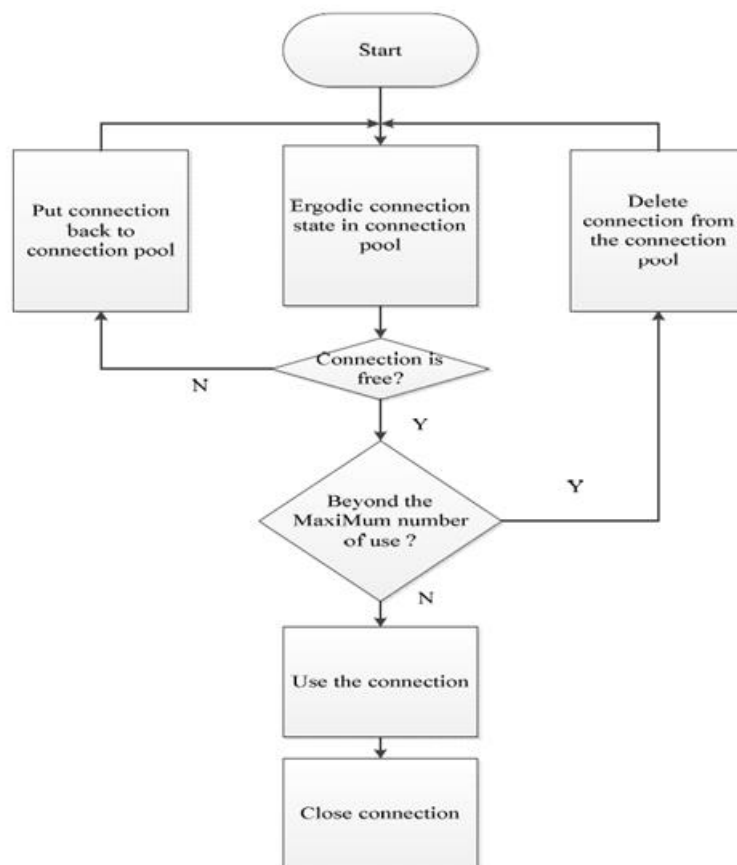 Start
Put connection
back to
connection pool
Ergodic connection
state in connection
pool
Delete
connection from
the connection
pool
Connection is
free?
N
Y
Beyond the
MaxiMum number
of use ?
Y
N
Use the connection
Close connection